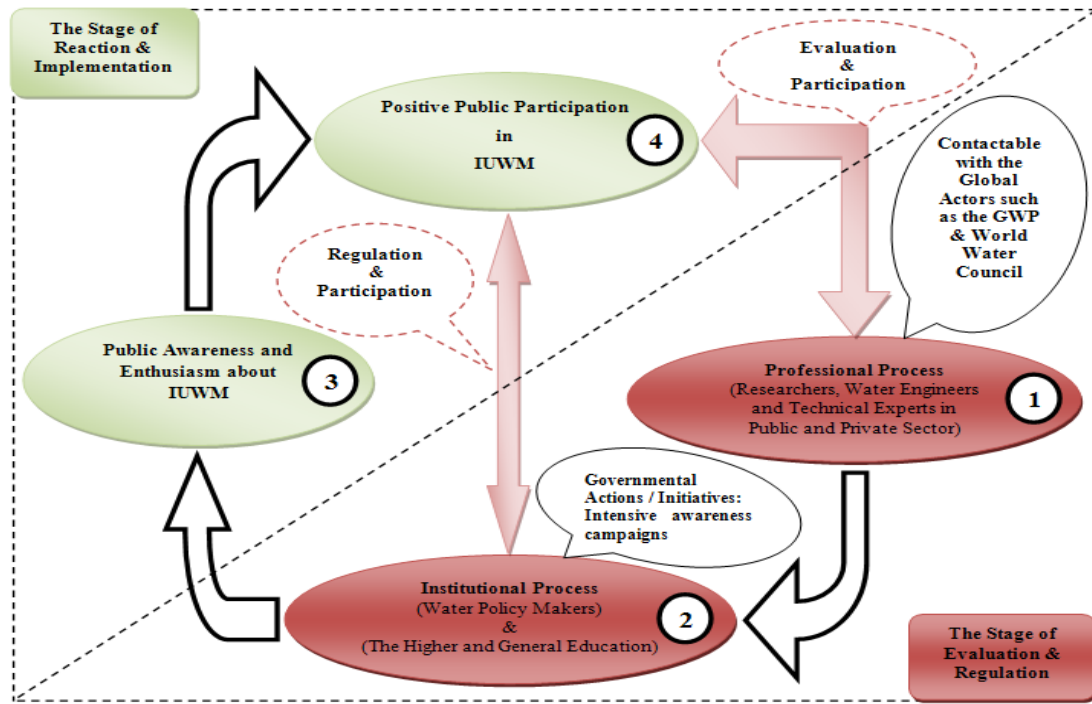 The Stage of
Reaction &
Implementation
Evaluation
&
Participation
Positive Public Participation
in
IUWM
4
Contactable
with the
Global
Actors such
as the GWP
& World
Water
Council
Regulation
&
Participation
Public Awareness and
Enthusiasm about
IUWM
3
Professional Process
(Researchers, Water Engineers
and Technical Experts in
Public and Private Sector)
1
Governmental
Actions / Initiatives:
Intensive awareness
campaigns
Institutional Process
(Water Policy Makers)
&
(The Higher and General Education)
2
The Stage of
Evaluation &
Regulation